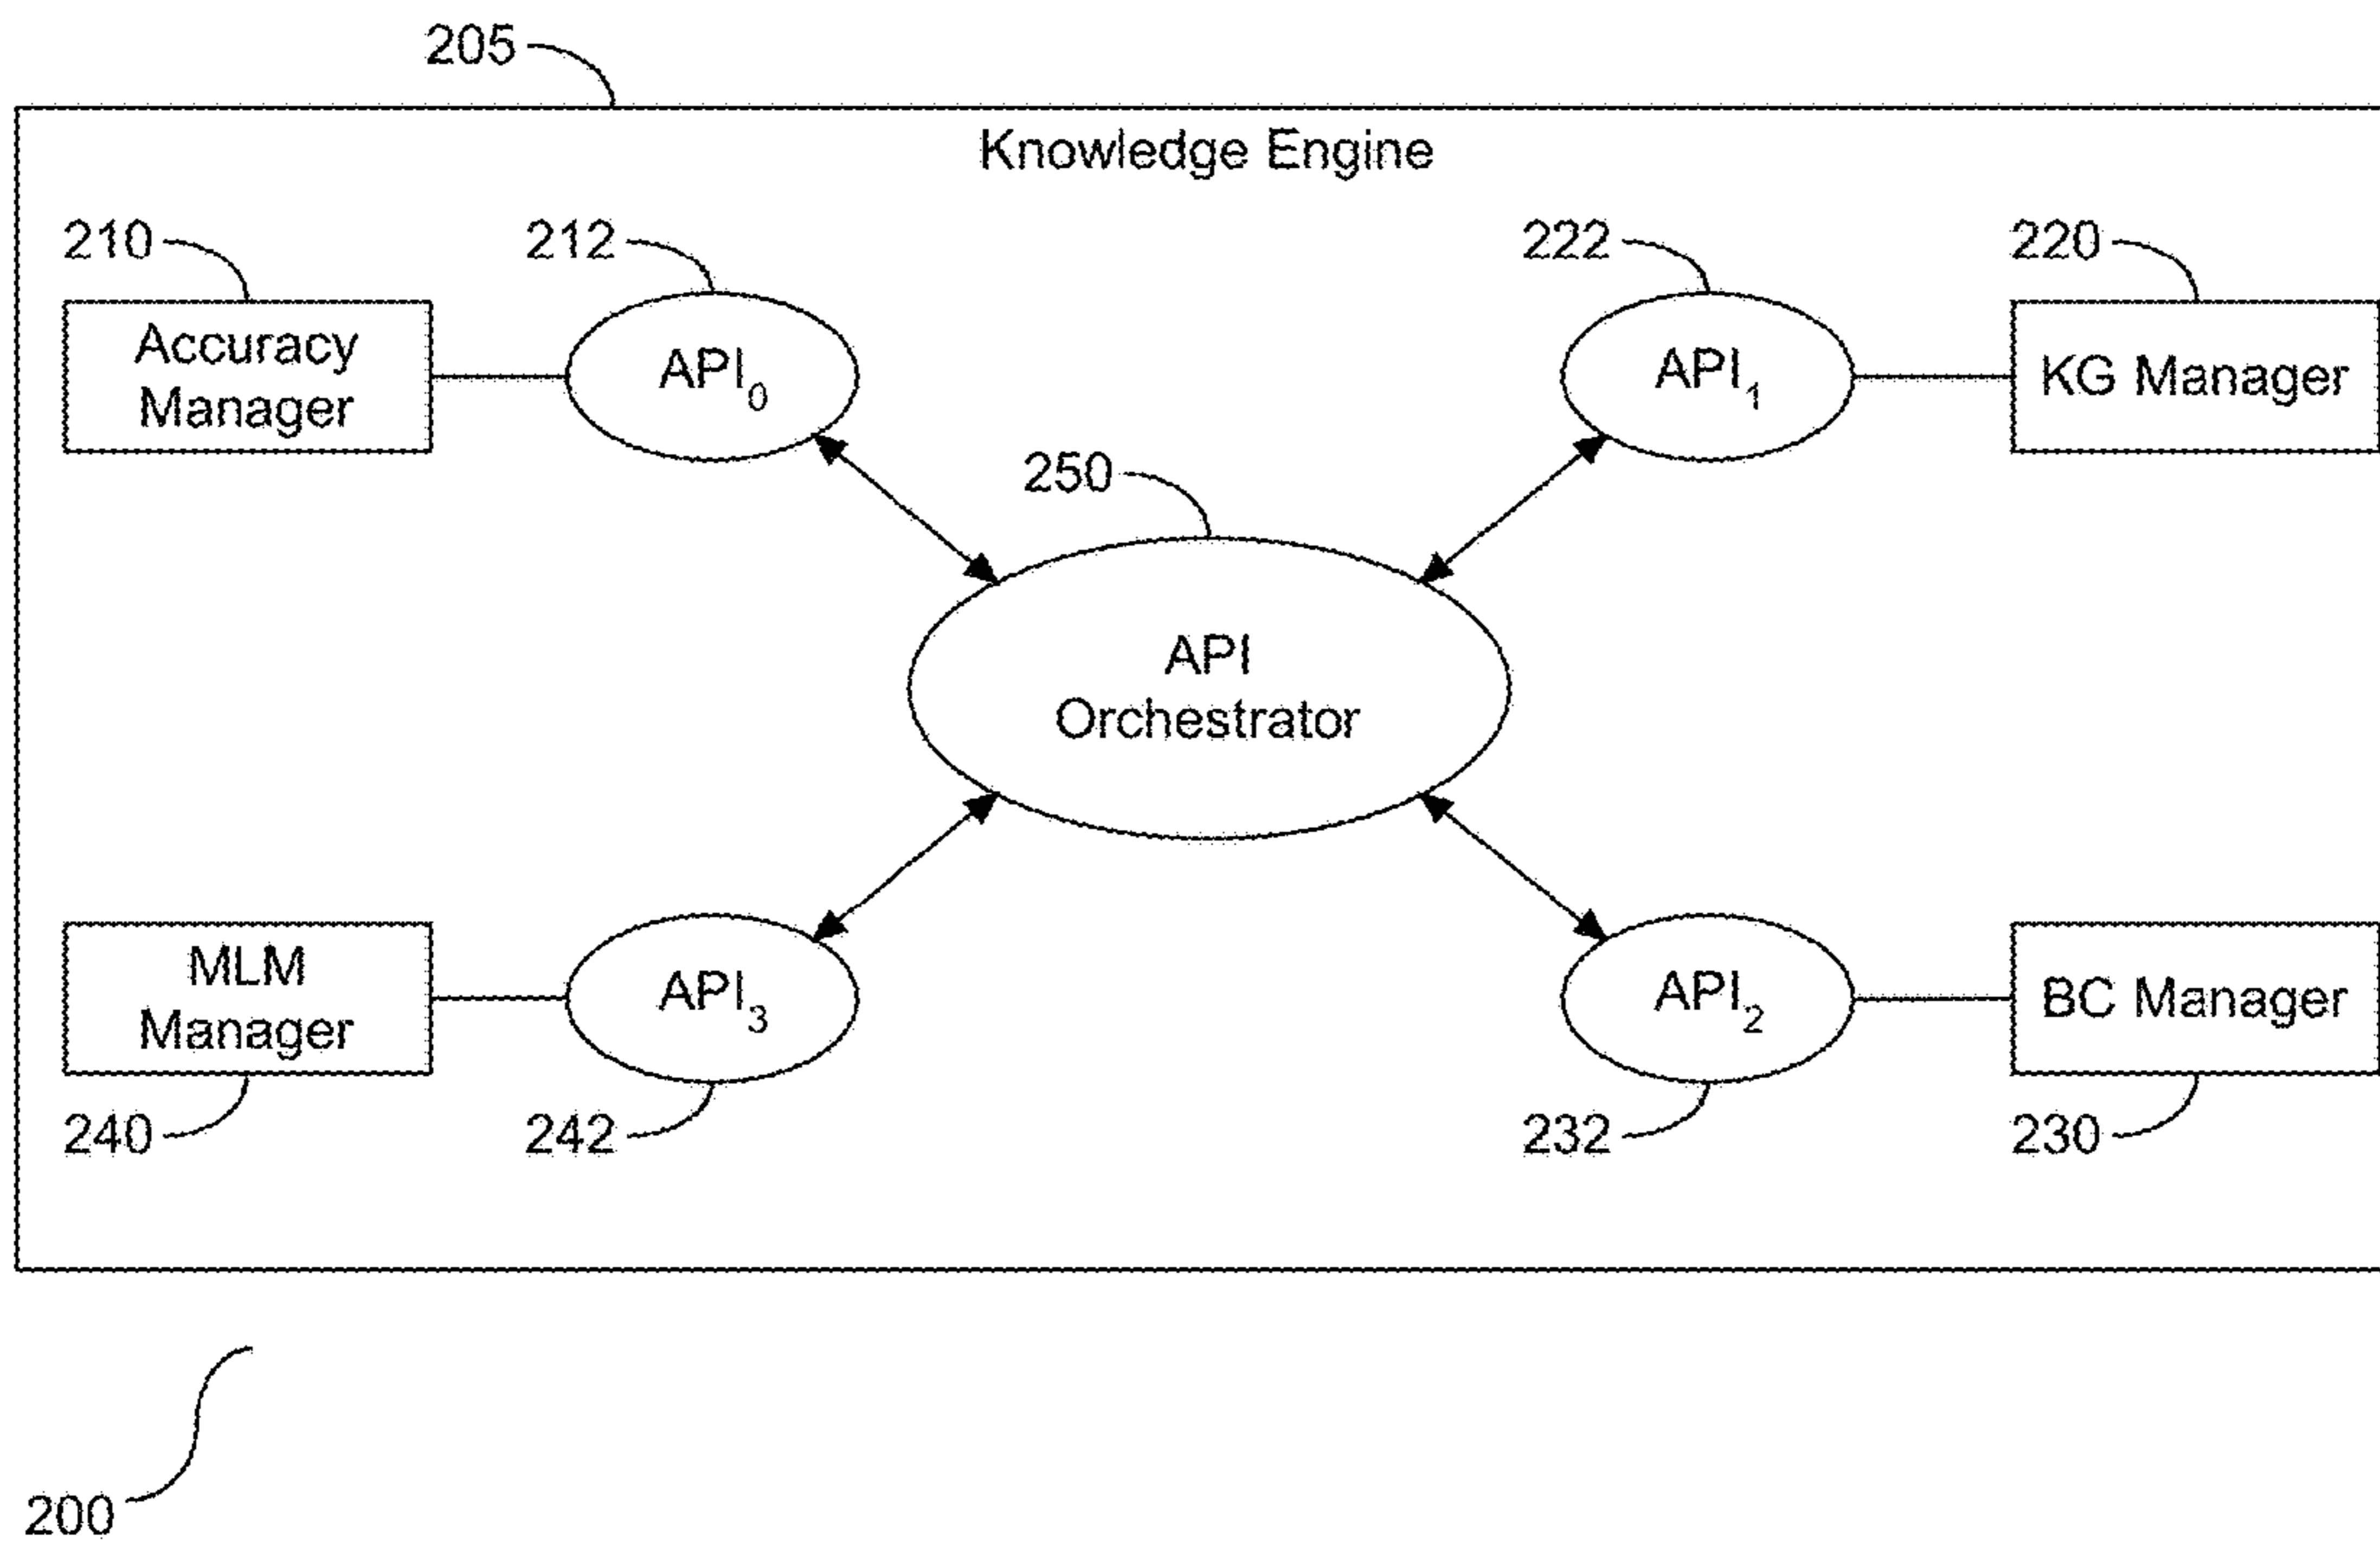 205
Knowledge Engine
210
212
222
220
Accuracy
Manager
API0
API1
KG Manager
250
API
Orchestrator
MLM
Manager
API3
API2
BC Manager
240
242
232
230
200